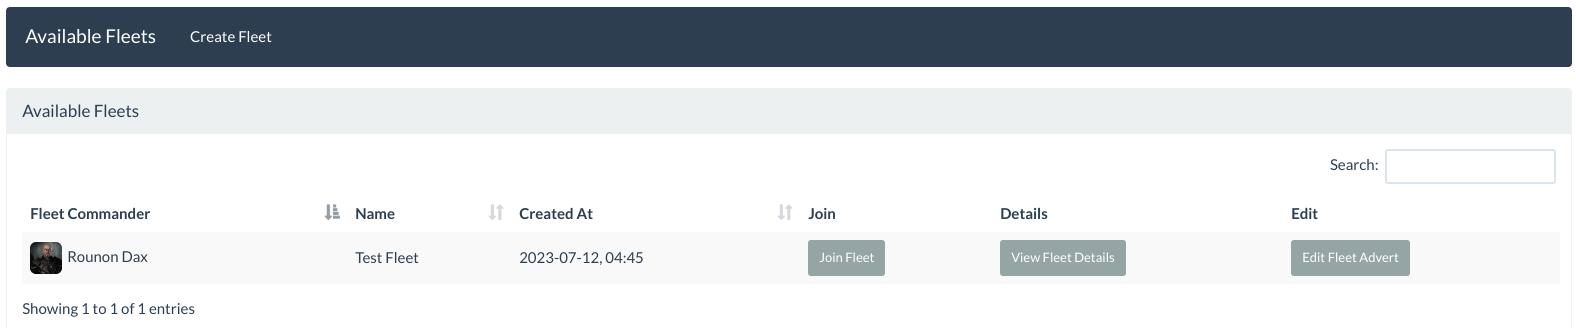 Available Fleets Create Fleet
Available Fleets
Search:
Fleet Commander Name Created At Join Details Edit
Rounon Dax Test Fleet 2023-07-12, 04:45 Join Fleet View Fleet Details Edit Fleet Advert
Showing 1 to 1 of 1 entries